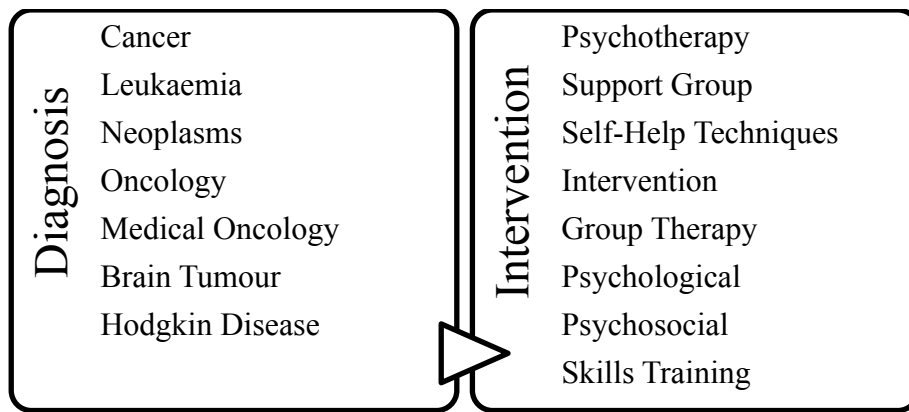 Diagnosis
Cancer
Leukaemia
Neoplasms
Oncology
Medical Oncology
Brain Tumour
Hodgkin Disease
Intervention
Psychotherapy
Support Group
Self-Help Techniques
Intervention
Group Therapy
Psychological
Psychosocial
Skills Training